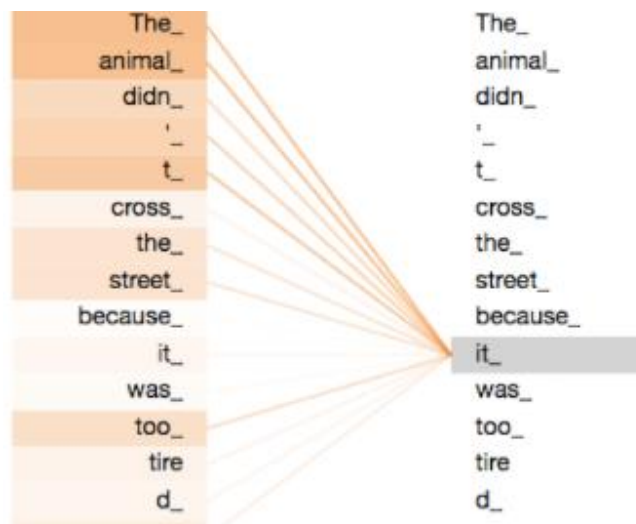 The_ The_
animal_ animal_
didn_ didn_
'_ '_
t_ t_
cross_ cross_
the_ the_
street_ street_
because_ because_
it_ it_
was_ was_
too_ too_
tire tire
d_ d_